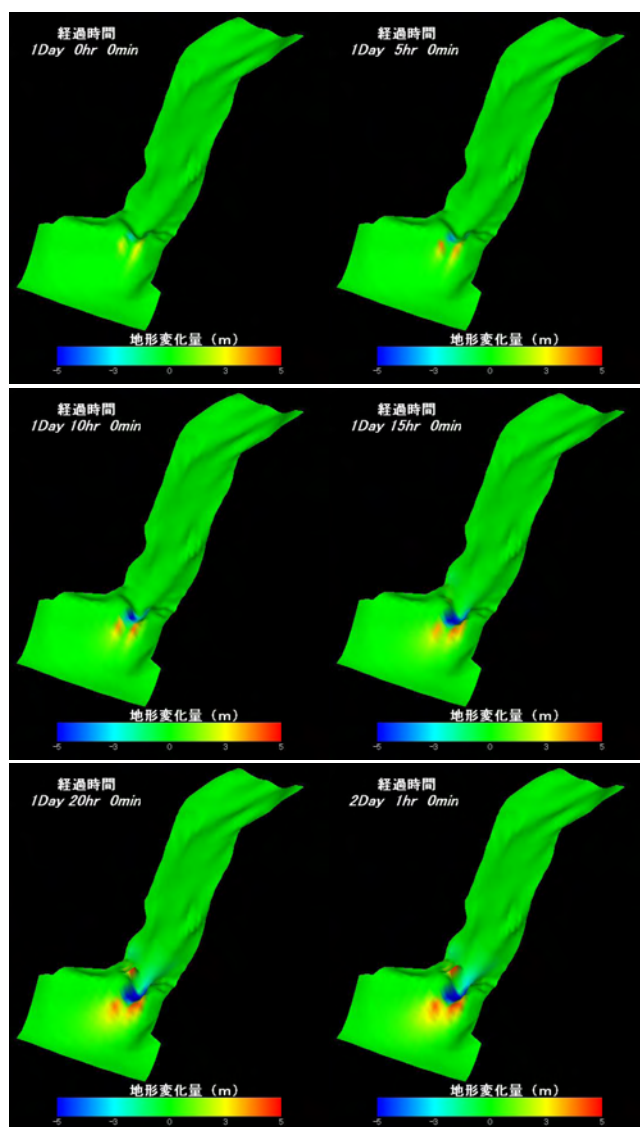 経過時間
1Day 0hr 0min
地形変化量 (m)
-5 -3 0 3 5
経過時間
1Day 5hr 0min
地形変化量 (m)
-5 -3 0 3 5
経過時間
1Day 10hr 0min
地形変化量 (m)
-5 -3 0 3 5
経過時間
1Day 15hr 0min
地形変化量 (m)
-5 -3 0 3 5
経過時間
1Day 20hr 0min
地形変化量 (m)
-5 -3 0 3 5
経過時間
2Day 1hr 0min
地形変化量 (m)
-5 -3 0 3 5